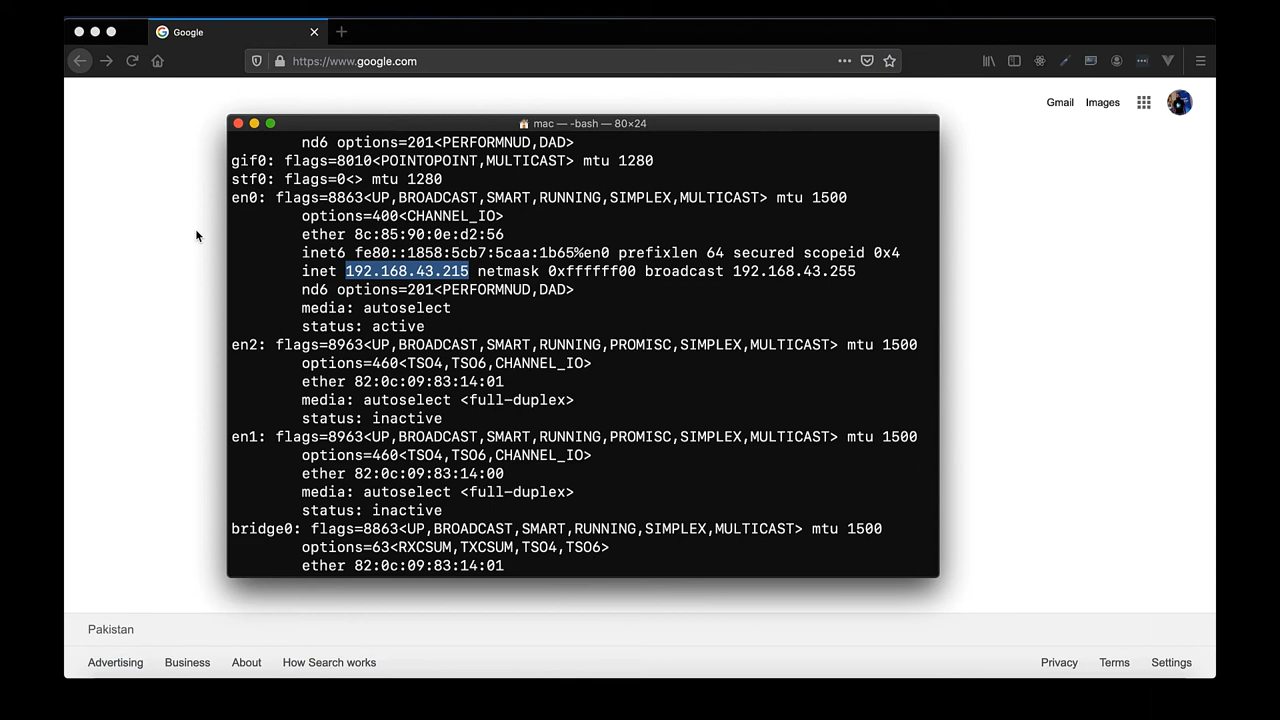 Google
https://www.google.com
Gmail Images
mac — -bash — 80×24
nd6 options=201<PERFORMNUD,DAD>
gif0: flags=8010<POINTOPOINT,MULTICAST> mtu 1280
stf0: flags=0<> mtu 1280
en0: flags=8863<UP,BROADCAST,SMART,RUNNING,SIMPLEX,MULTICAST> mtu 1500
options=400<CHANNEL_IO>
ether 8c:85:90:0e:d2:56
inet6 fe80::1858:5cb7:5caa:1b65%en0 prefixlen 64 secured scopeid 0x4
inet 192.168.43.215 netmask 0xffffff00 broadcast 192.168.43.255
nd6 options=201<PERFORMNUD,DAD>
media: autoselect
status: active
en2: flags=8963<UP,BROADCAST,SMART,RUNNING,PROMISC,SIMPLEX,MULTICAST> mtu 1500
options=460<TSO4,TSO6,CHANNEL_IO>
ether 82:0c:09:83:14:01
media: autoselect <full-duplex>
status: inactive
en1: flags=8963<UP,BROADCAST,SMART,RUNNING,PROMISC,SIMPLEX,MULTICAST> mtu 1500
options=460<TSO4,TSO6,CHANNEL_IO>
ether 82:0c:09:83:14:00
media: autoselect <full-duplex>
status: inactive
bridge0: flags=8863<UP,BROADCAST,SMART,RUNNING,SIMPLEX,MULTICAST> mtu 1500
options=63<RXCSUM,TXCSUM,TSO4,TSO6>
ether 82:0c:09:83:14:01
Pakistan
Advertising Business About How Search works Privacy Terms Settings